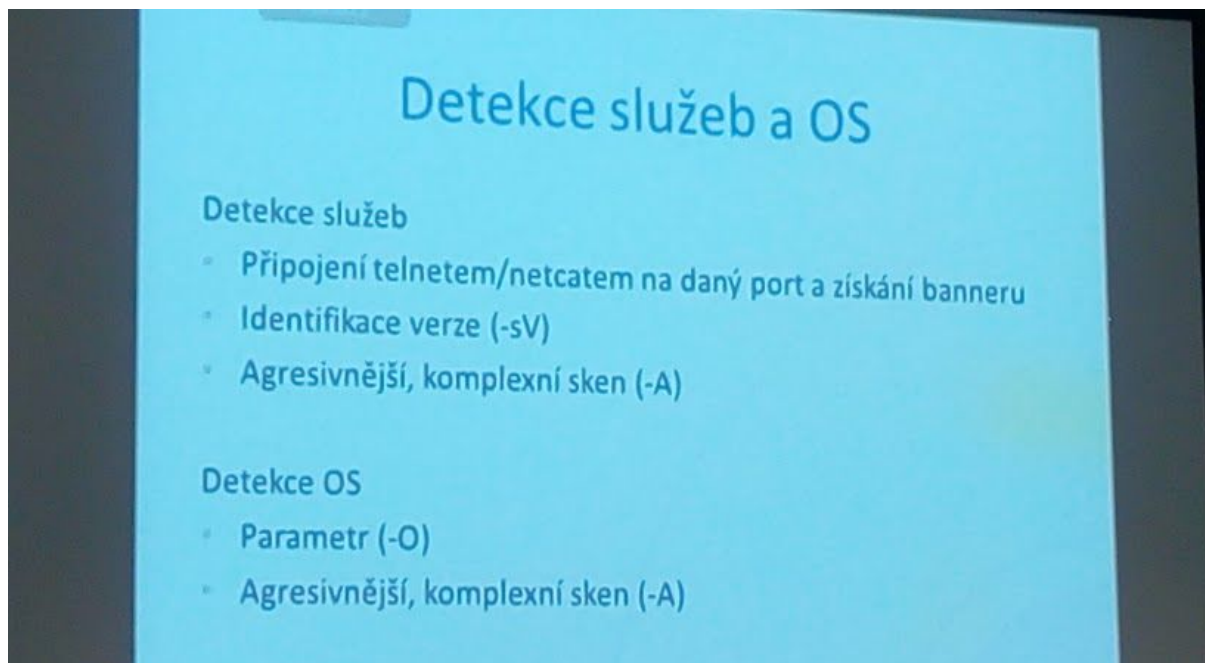 Detekce služeb a OS
Detekce služeb
Připojení telnetem/netcatem na daný port a získání banneru
Identifikace verze (-sV)
Agresivnější, komplexní sken (-A)
Detekce OS
Parametr (-O)
Agresivnější, komplexní sken (-A)